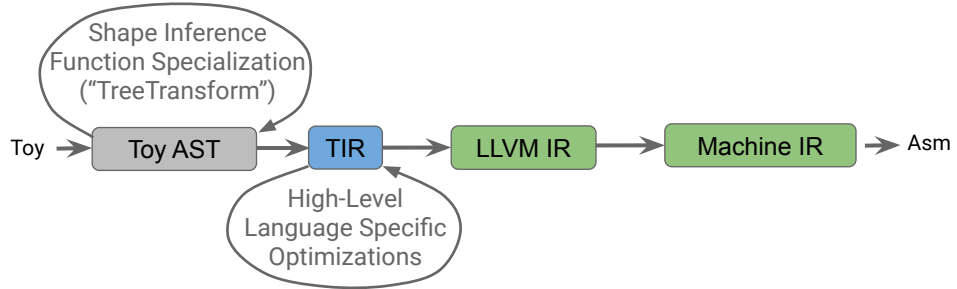 Shape Inference
Function Specialization
(“TreeTransform”)
Toy
Toy AST
TIR
LLVM IR
Machine IR
Asm
High-Level
Language Specific
Optimizations